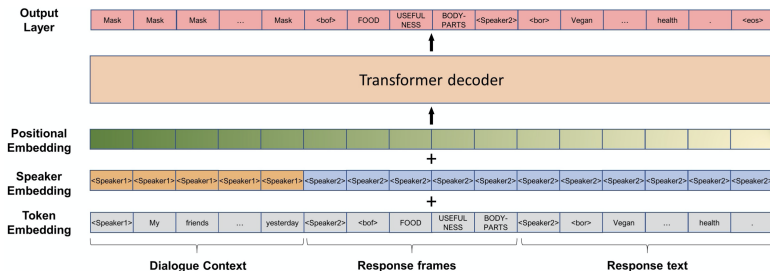 Output Layer
Mask Mask Mask ... Mask <bof> FOOD USEFUL NESS BODY- PARTS <Speaker2> <bor> Vegan ... health . <eos>
Transformer decoder
Positional Embedding
+
Speaker Embedding
<Speaker1> <Speaker1> <Speaker1> <Speaker1> <Speaker1> <Speaker2> <Speaker2> <Speaker2> <Speaker2> <Speaker2> <Speaker2> <Speaker2> <Speaker2> <Speaker2> <Speaker2> <Speaker2>
+
Token Embedding
<Speaker1> My friends ... yesterday <Speaker2> <bof> FOOD USEFUL NESS BODY- PARTS <Speaker2> <bor> Vegan ... health .
Dialogue Context
Response frames
Response text